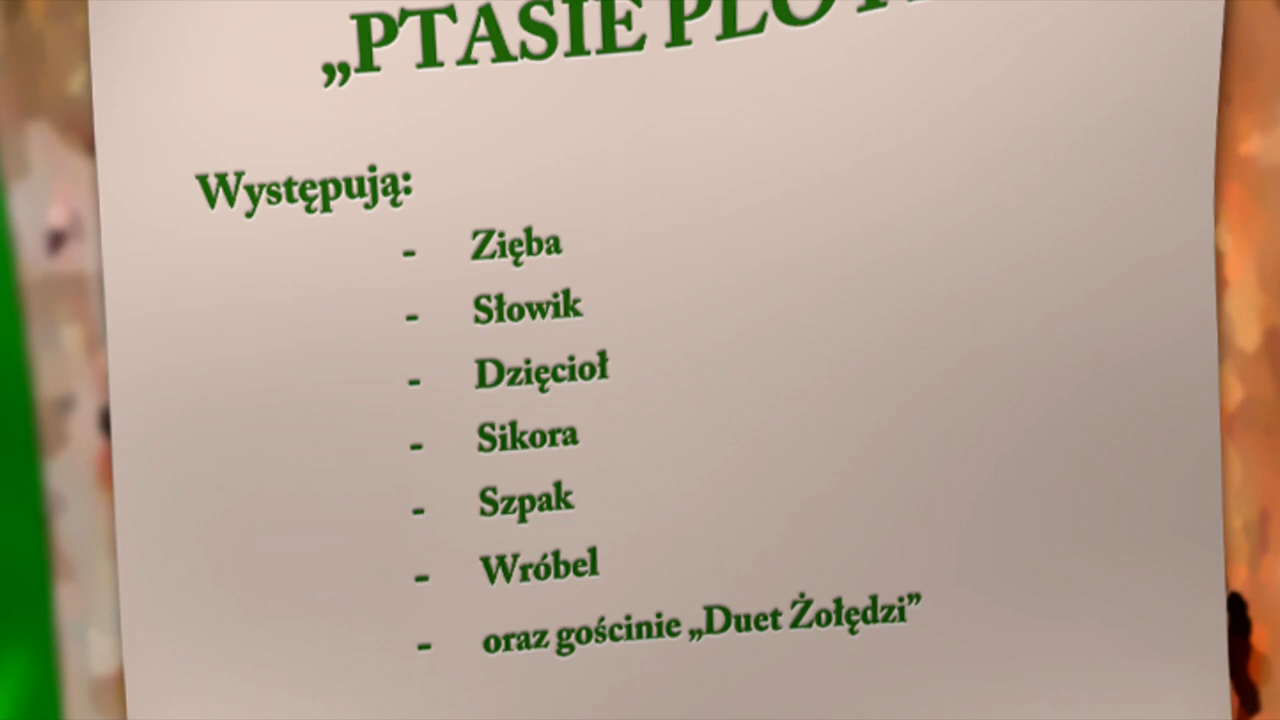 „PTASIE
Występują:
- Zięba
- Słowik
- Dzięcioł
- Sikora
- Szpak
- Wróbel
- oraz gościnie „Duet Żołędzi”